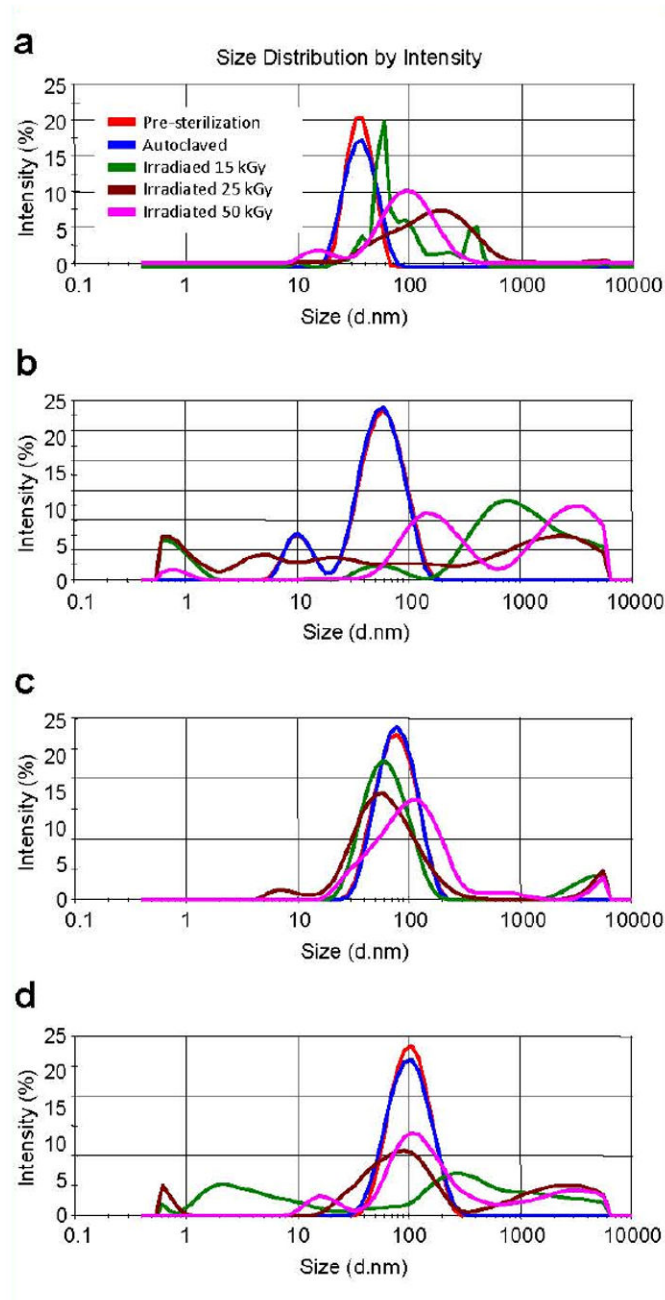 a
Size Distribution by Intensity
25
20
15
10
5
0
Intensity (%)
Pre-sterilization
Autoclaved
Irradiaed 15 kGy
Irradiated 25 kGy
Irradiated 50 kGy
0.1 1 10 100 1000 10000
Size (d.nm)
b
25
20
15
10
5
0
Intensity (%)
0.1 1 10 100 1000 10000
Size (d.nm)
c
25
20
15
10
5
0
Intensity (%)
0.1 1 10 100 1000 10000
Size (d.nm)
d
25
20
15
10
5
0
Intensity (%)
0.1 1 10 100 1000 10000
Size (d.nm)